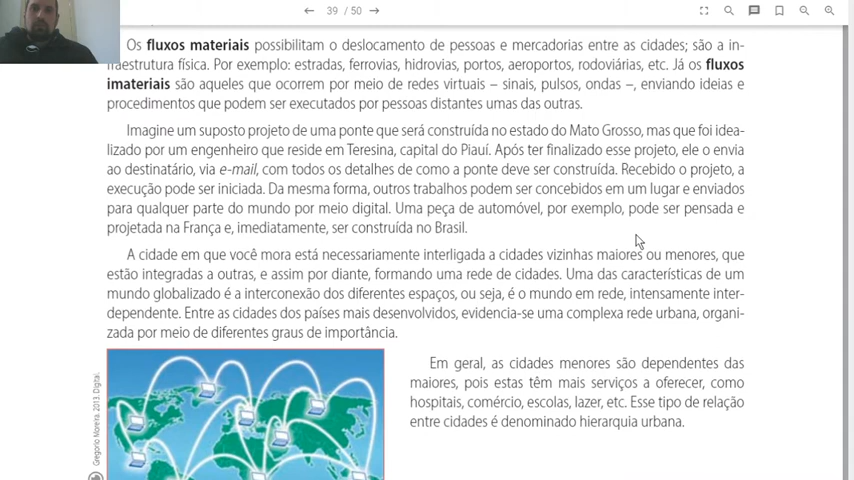 39 / 50
Os fluxos materiais possibilitam o deslocamento de pessoas e mercadorias entre as cidades; são a in-
fraestrutura física. Por exemplo: estradas, ferrovias, hidrovias, portos, aeroportos, rodoviárias, etc. Já os fluxos
imateriais são aqueles que ocorrem por meio de redes virtuais – sinais, pulsos, ondas –, enviando ideias e
procedimentos que podem ser executados por pessoas distantes umas das outras.
Imagine um suposto projeto de uma ponte que será construída no estado do Mato Grosso, mas que foi idea-
lizado por um engenheiro que reside em Teresina, capital do Piauí. Após ter finalizado esse projeto, ele o envia
ao destinatário, via e-mail, com todos os detalhes de como a ponte deve ser construída. Recebido o projeto, a
execução pode ser iniciada. Da mesma forma, outros trabalhos podem ser concebidos em um lugar e enviados
para qualquer parte do mundo por meio digital. Uma peça de automóvel, por exemplo, pode ser pensada e
projetada na França e, imediatamente, ser construída no Brasil.
A cidade em que você mora está necessariamente interligada a cidades vizinhas maiores ou menores, que
estão integradas a outras, e assim por diante, formando uma rede de cidades. Uma das características de um
mundo globalizado é a interconexão dos diferentes espaços, ou seja, é o mundo em rede, intensamente inter-
dependente. Entre as cidades dos países mais desenvolvidos, evidencia-se uma complexa rede urbana, organi-
zada por meio de diferentes graus de importância.
Em geral, as cidades menores são dependentes das
maiores, pois estas têm mais serviços a oferecer, como
hospitais, comércio, escolas, lazer, etc. Esse tipo de relação
entre cidades é denominado hierarquia urbana.
Gregorio Moreira. 2013. Digital.